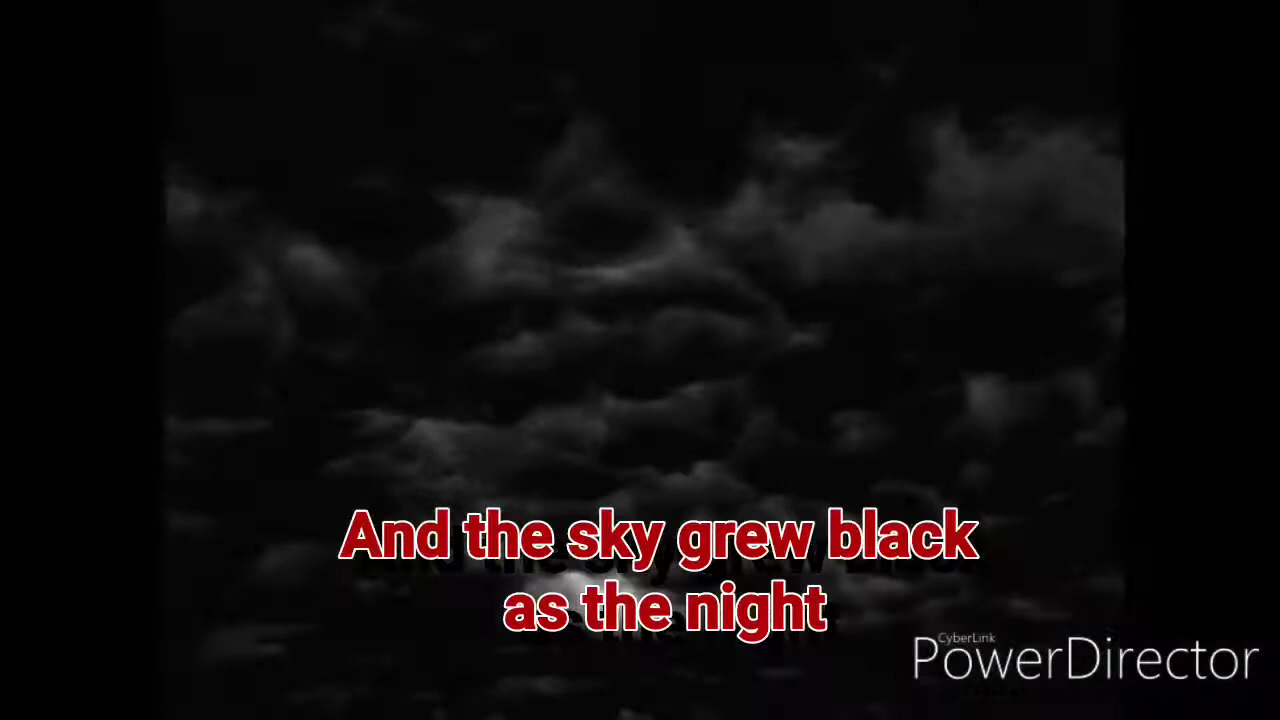 And the sky grew black
as the night
CyberLink
PowerDirector